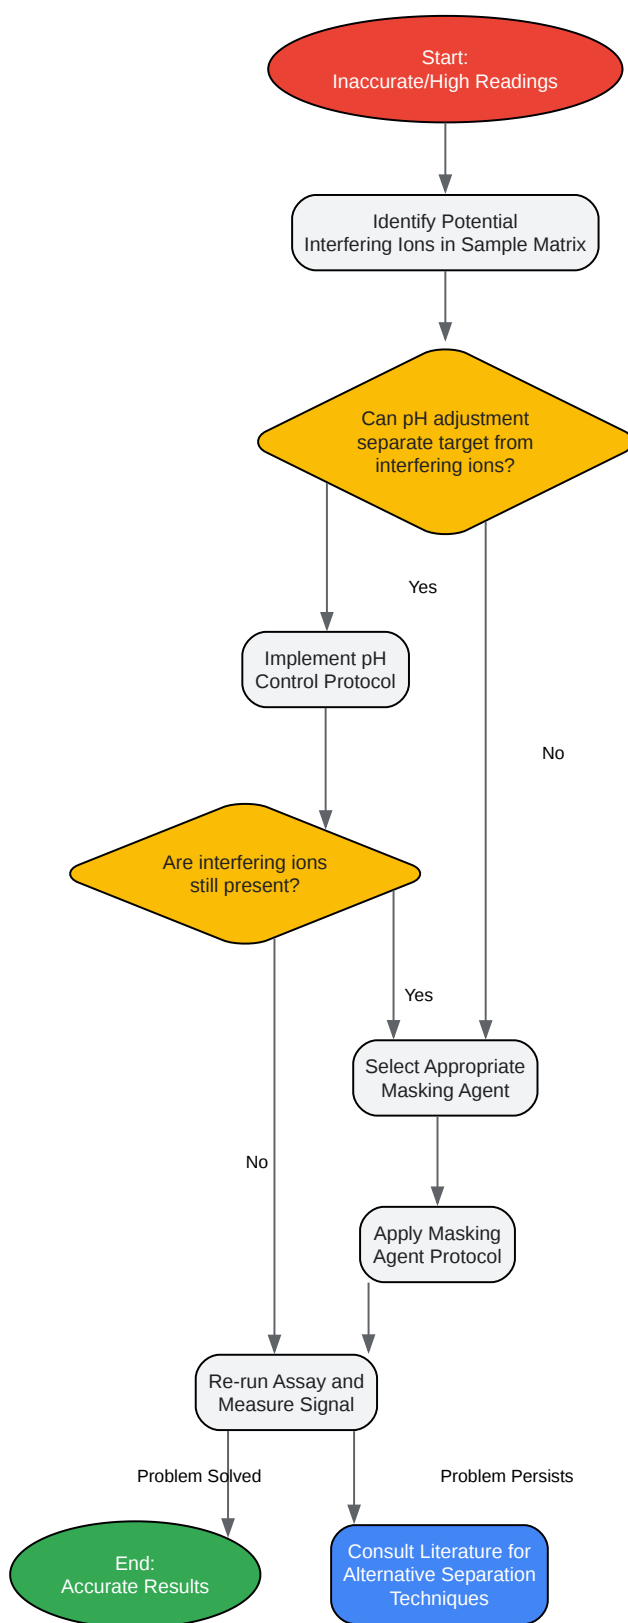 Start:
Inaccurate/High Readings
Identify Potential
Interfering Ions in Sample Matrix
Can pH adjustment
separate target from
interfering ions?
Yes
Implement pH
Control Protocol
No
Are interfering ions
still present?
Yes
Select Appropriate
Masking Agent
No
Apply Masking
Agent Protocol
Re-run Assay and
Measure Signal
Problem Solved
Problem Persists
End:
Accurate Results
Consult Literature for
Alternative Separation
Techniques